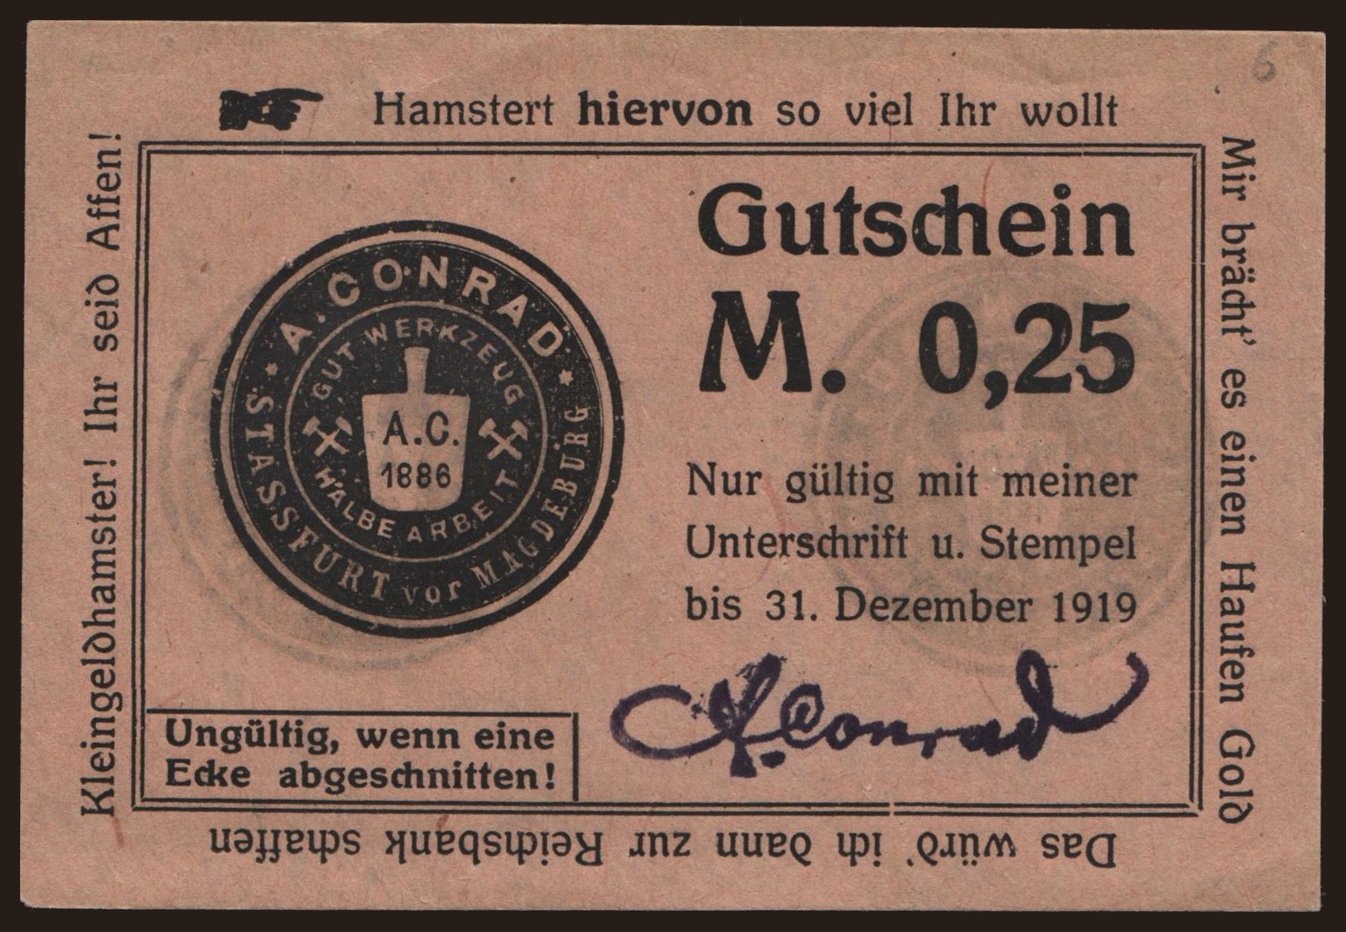 Kleingeldhamster! Ihr seid Affen!
Hamstert hiervon so viel Ihr wollt
Mir brächt' es einen Haufen Gold
Das würd' ich dann zur Reichsbank schaffen
A. CONRAD
STASSFURT vor MAGDEBURG
GUT WERKZEUG
HALBE ARBEIT
A.C.
1886
Gutschein
M. 0,25
Nur gültig mit meiner
Unterschrift u. Stempel
bis 31. Dezember 1919
A. Conrad
Ungültig, wenn eine
Ecke abgeschnitten!
6